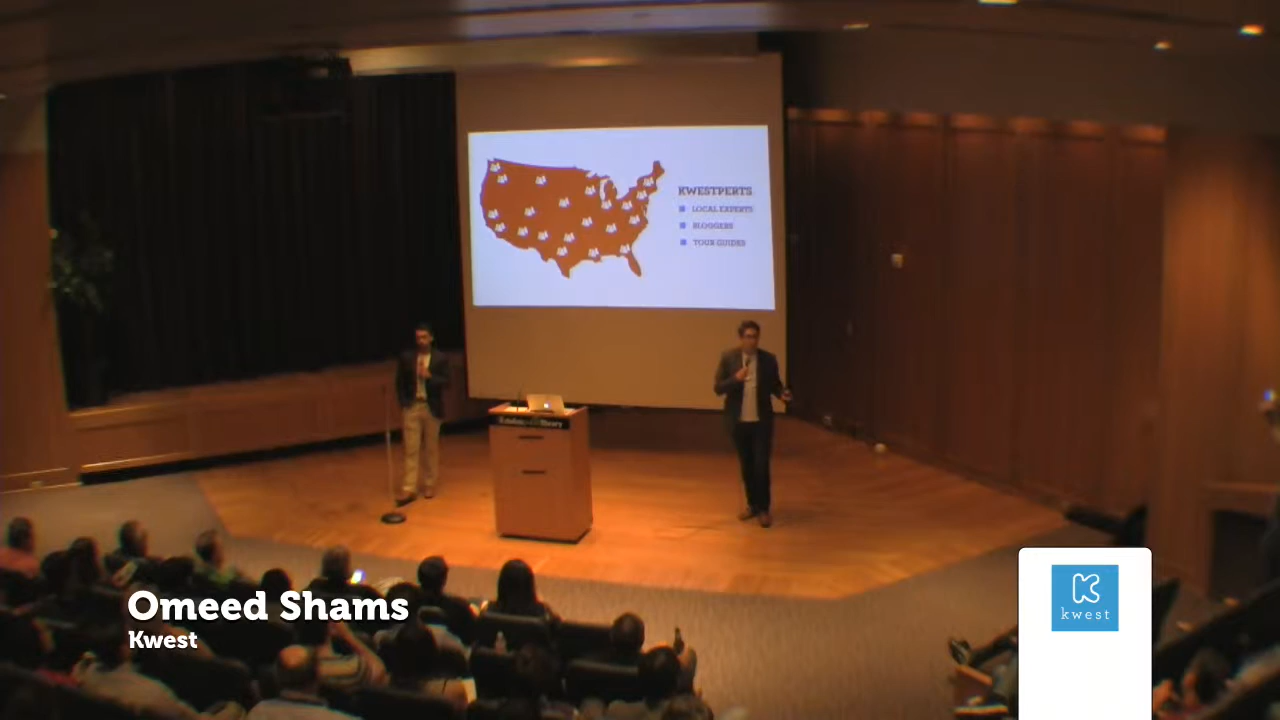 KWESTPERTS
LOCAL EXPERTS
BLOGGERS
TOUR GUIDES
Omeed Shams
Kwest
kwest